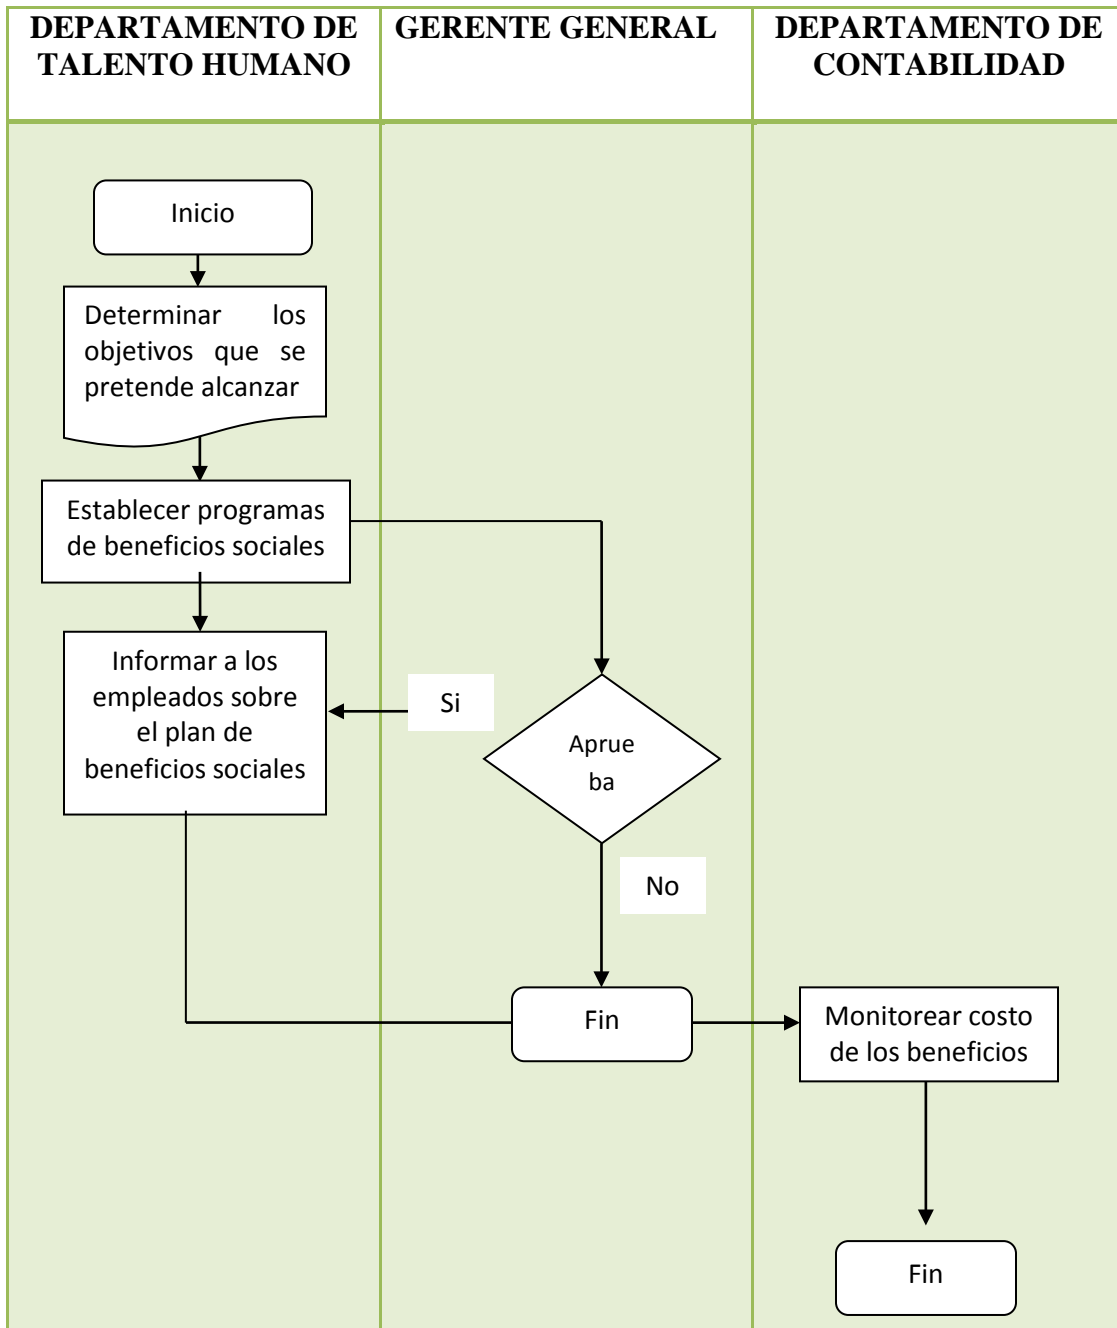 DEPARTAMENTO DE
TALENTO HUMANO
GERENTE GENERAL
DEPARTAMENTO DE
CONTABILIDAD
Inicio
Determinar los
objetivos que se
pretende alcanzar
Establecer programas
de beneficios sociales
Informar a los
empleados sobre
el plan de
beneficios sociales
Si
Aprue
ba
No
Fin
Monitorear costo
de los beneficios
Fin